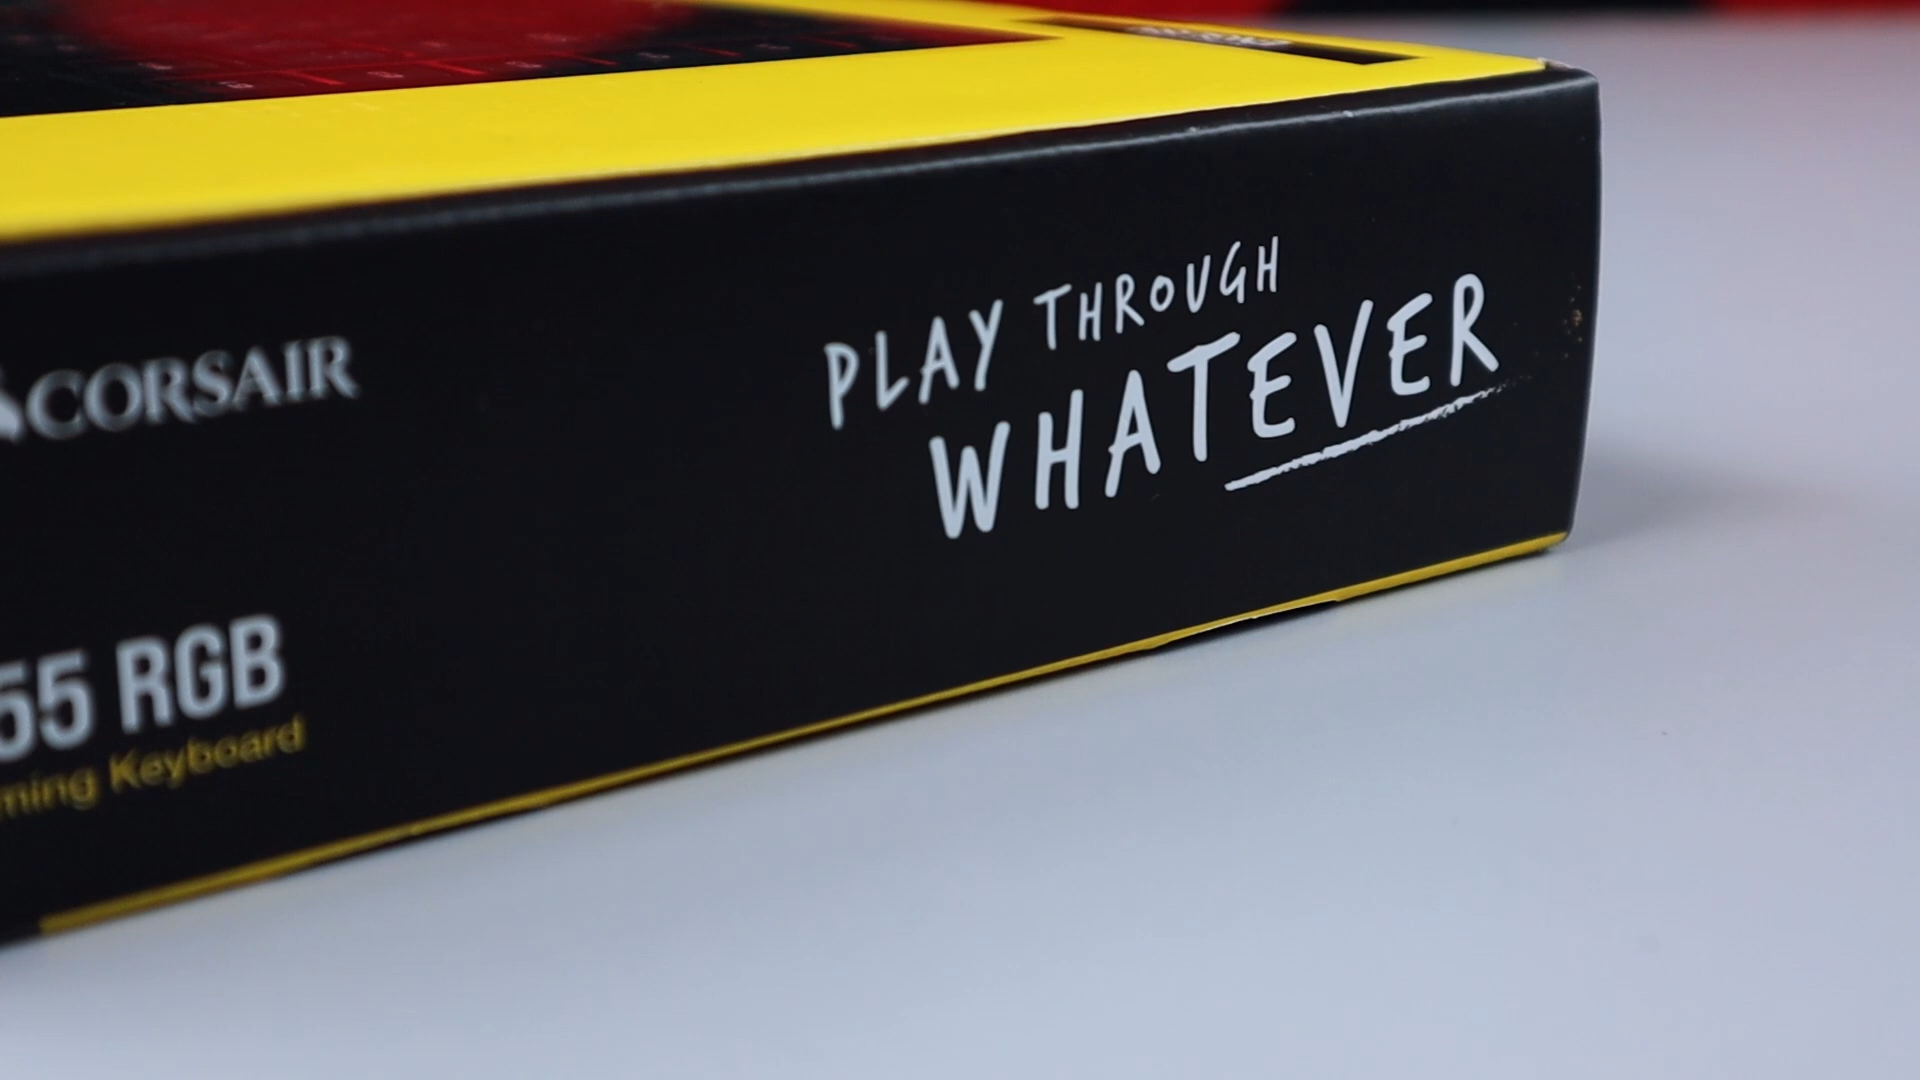 CORSAIR
PLAY THROUGH
WHATEVER
55 RGB
ming Keyboard